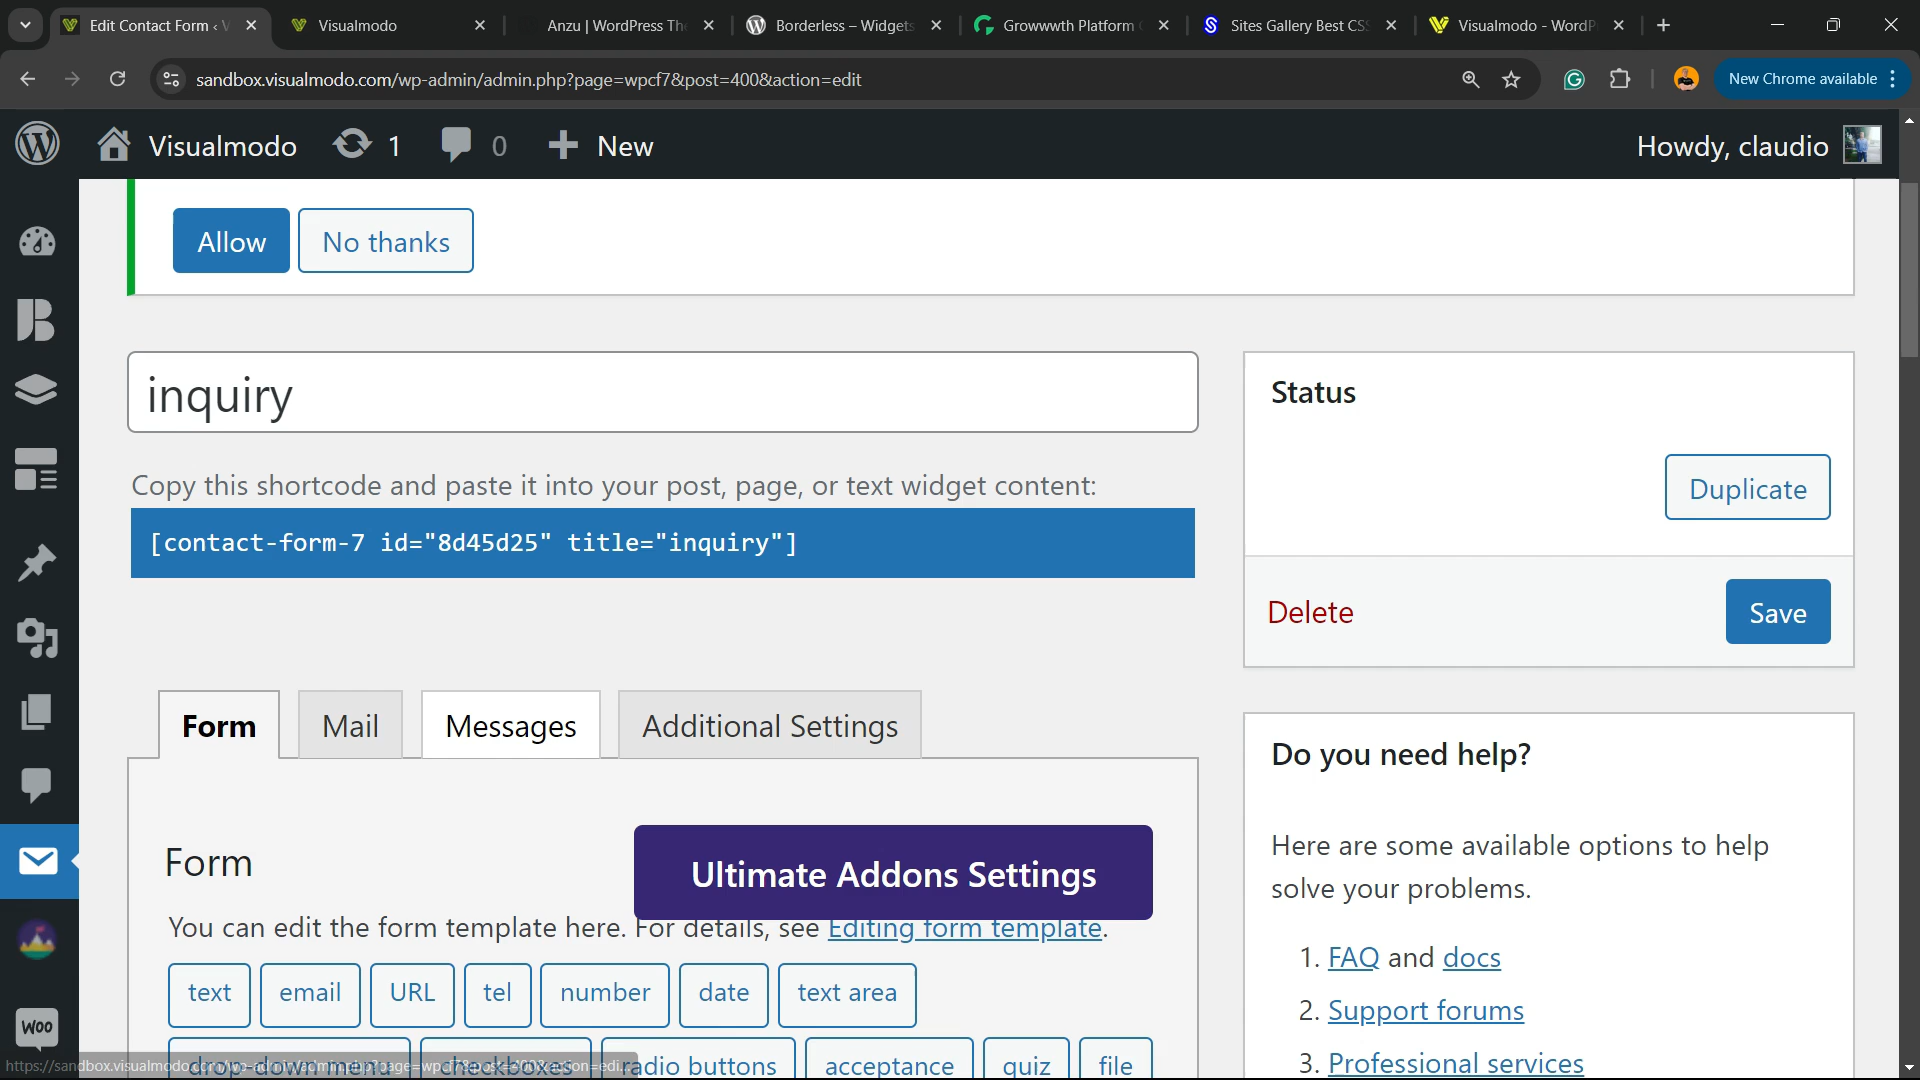 Edit Contact Form ‹ V
Visualmodo
Anzu | WordPress The
Borderless – Widgets
Growwwth Platform
Sites Gallery Best CSS
Visualmodo - WordP
sandbox.visualmodo.com/wp-admin/admin.php?page=wpcf7&post=400&action=edit
New Chrome available
Visualmodo
1
0
New
Howdy, claudio
Allow
No thanks
inquiry
Copy this shortcode and paste it into your post, page, or text widget content:
[contact-form-7 id="8d45d25" title="inquiry"]
Status
Duplicate
Delete
Save
Form
Mail
Messages
Additional Settings
Form
Ultimate Addons Settings
You can edit the form template here. For details, see Editing form template.
text
email
URL
tel
number
date
text area
drop-down menu
checkboxes
radio buttons
acceptance
quiz
file
Do you need help?
Here are some available options to help
solve your problems.
1. FAQ and docs
2. Support forums
3. Professional services
Woo
https://sandbox.visualmodo.com/wp-admin/admin.php?page=wpcf7&post=400&action=edi...